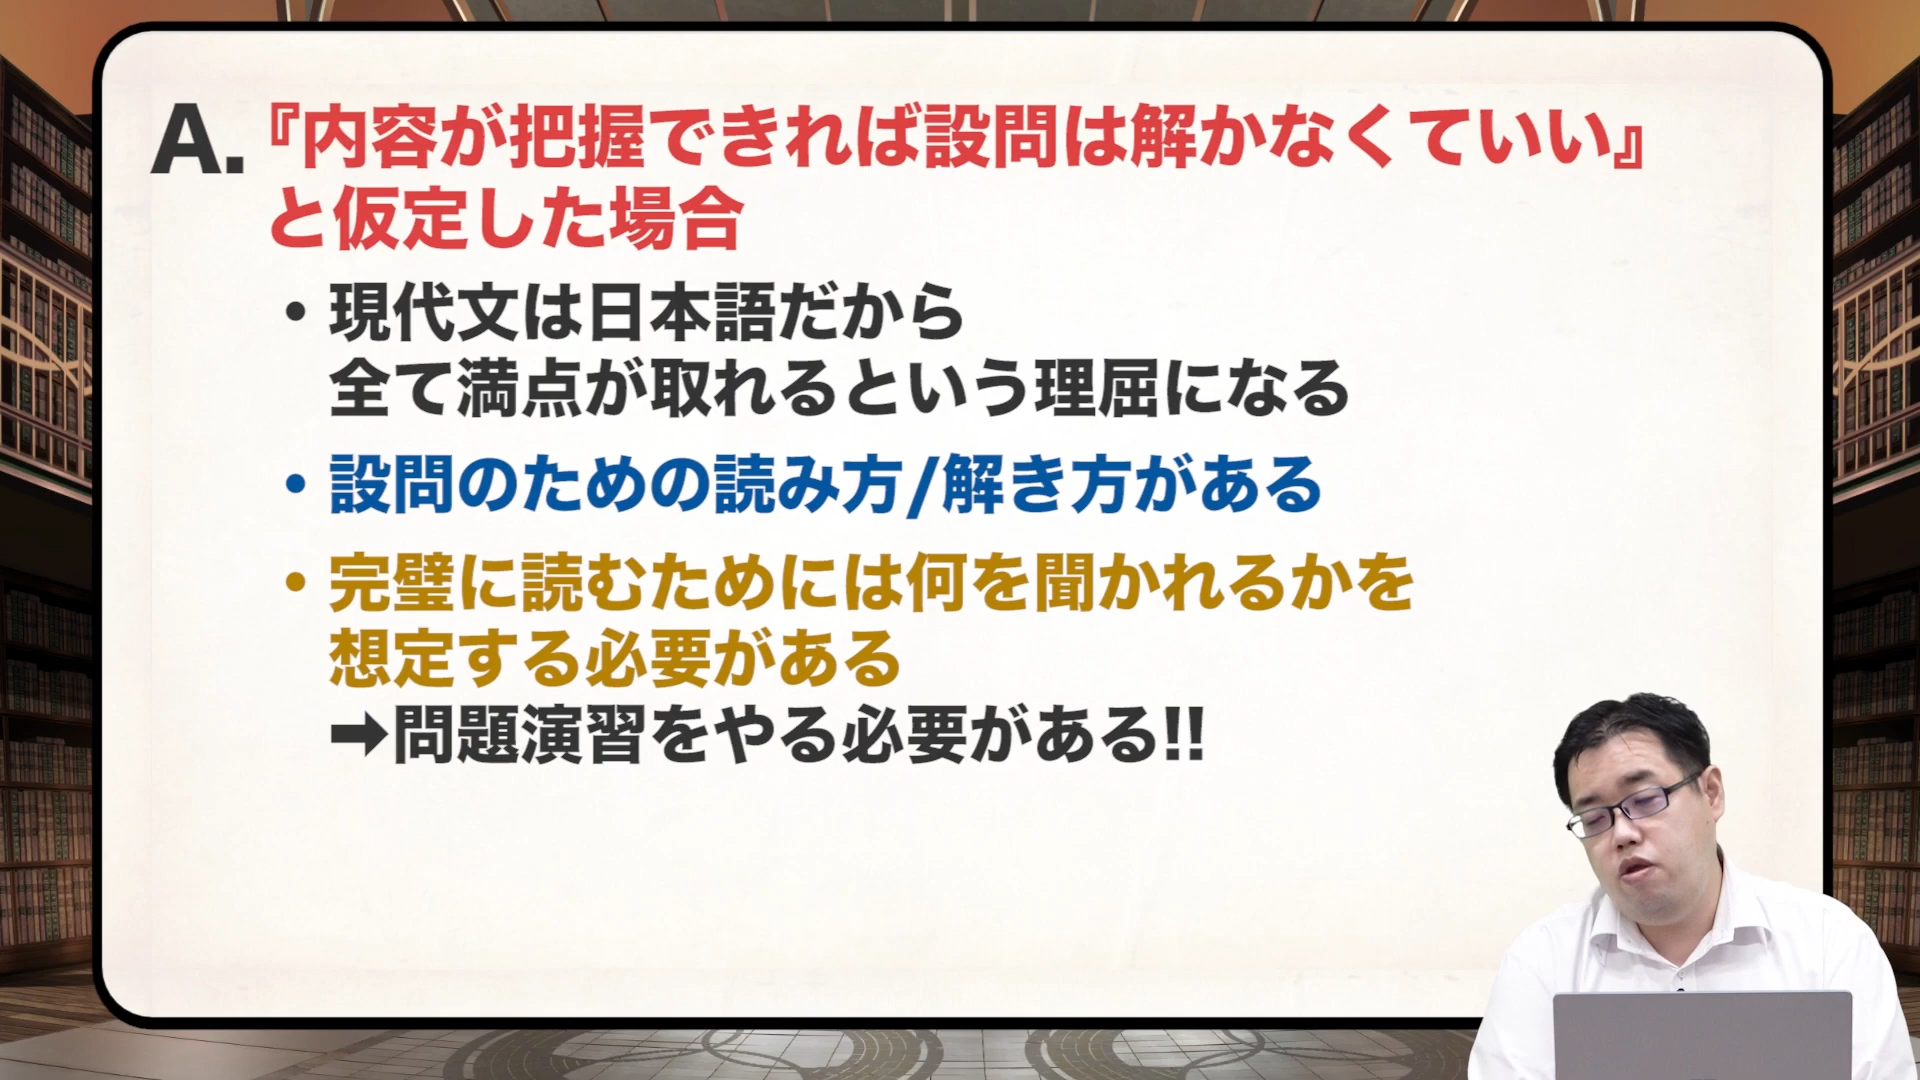 A.『内容が把握できれば設問は解かなくていい』
と仮定した場合
・現代文は日本語だから
全て満点が取れるという理屈になる
・設問のための読み方/解き方がある
・完璧に読むためには何を聞かれるかを
想定する必要がある
➡問題演習をやる必要がある!!